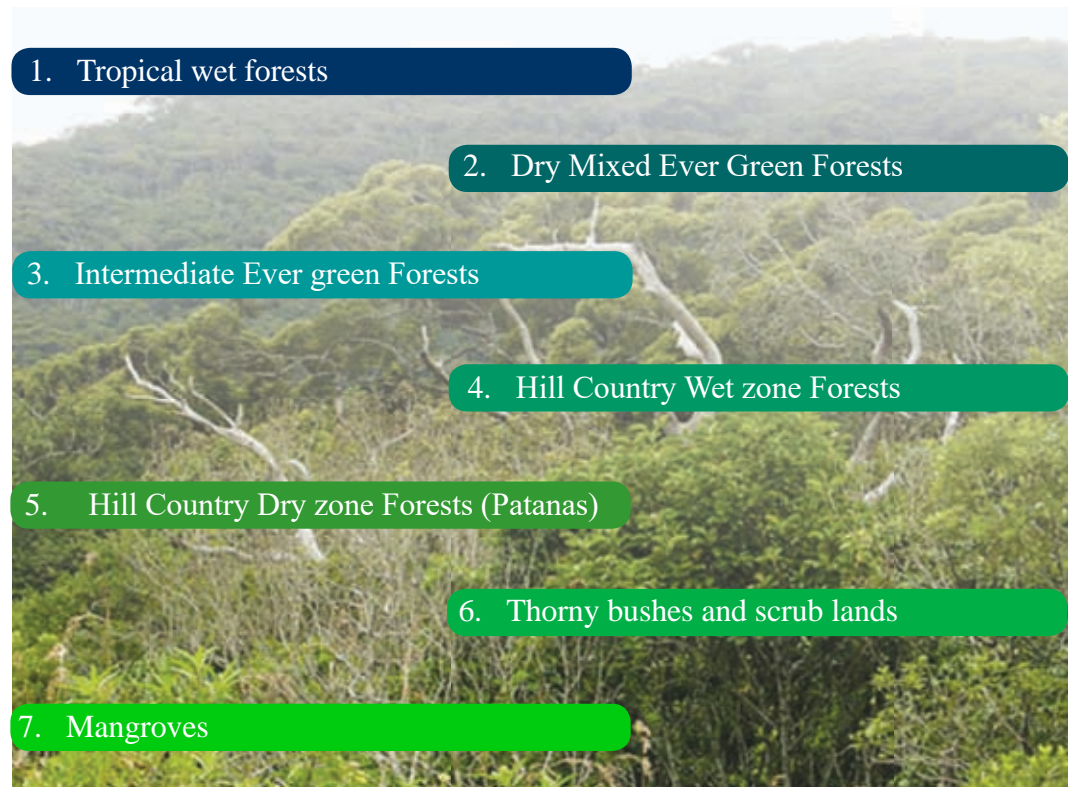 1. Tropical wet forests
2. Dry Mixed Ever Green Forests
3. Intermediate Ever green Forests
4. Hill Country Wet zone Forests
5. Hill Country Dry zone Forests (Patanas)
6. Thorny bushes and scrub lands
7. Mangroves